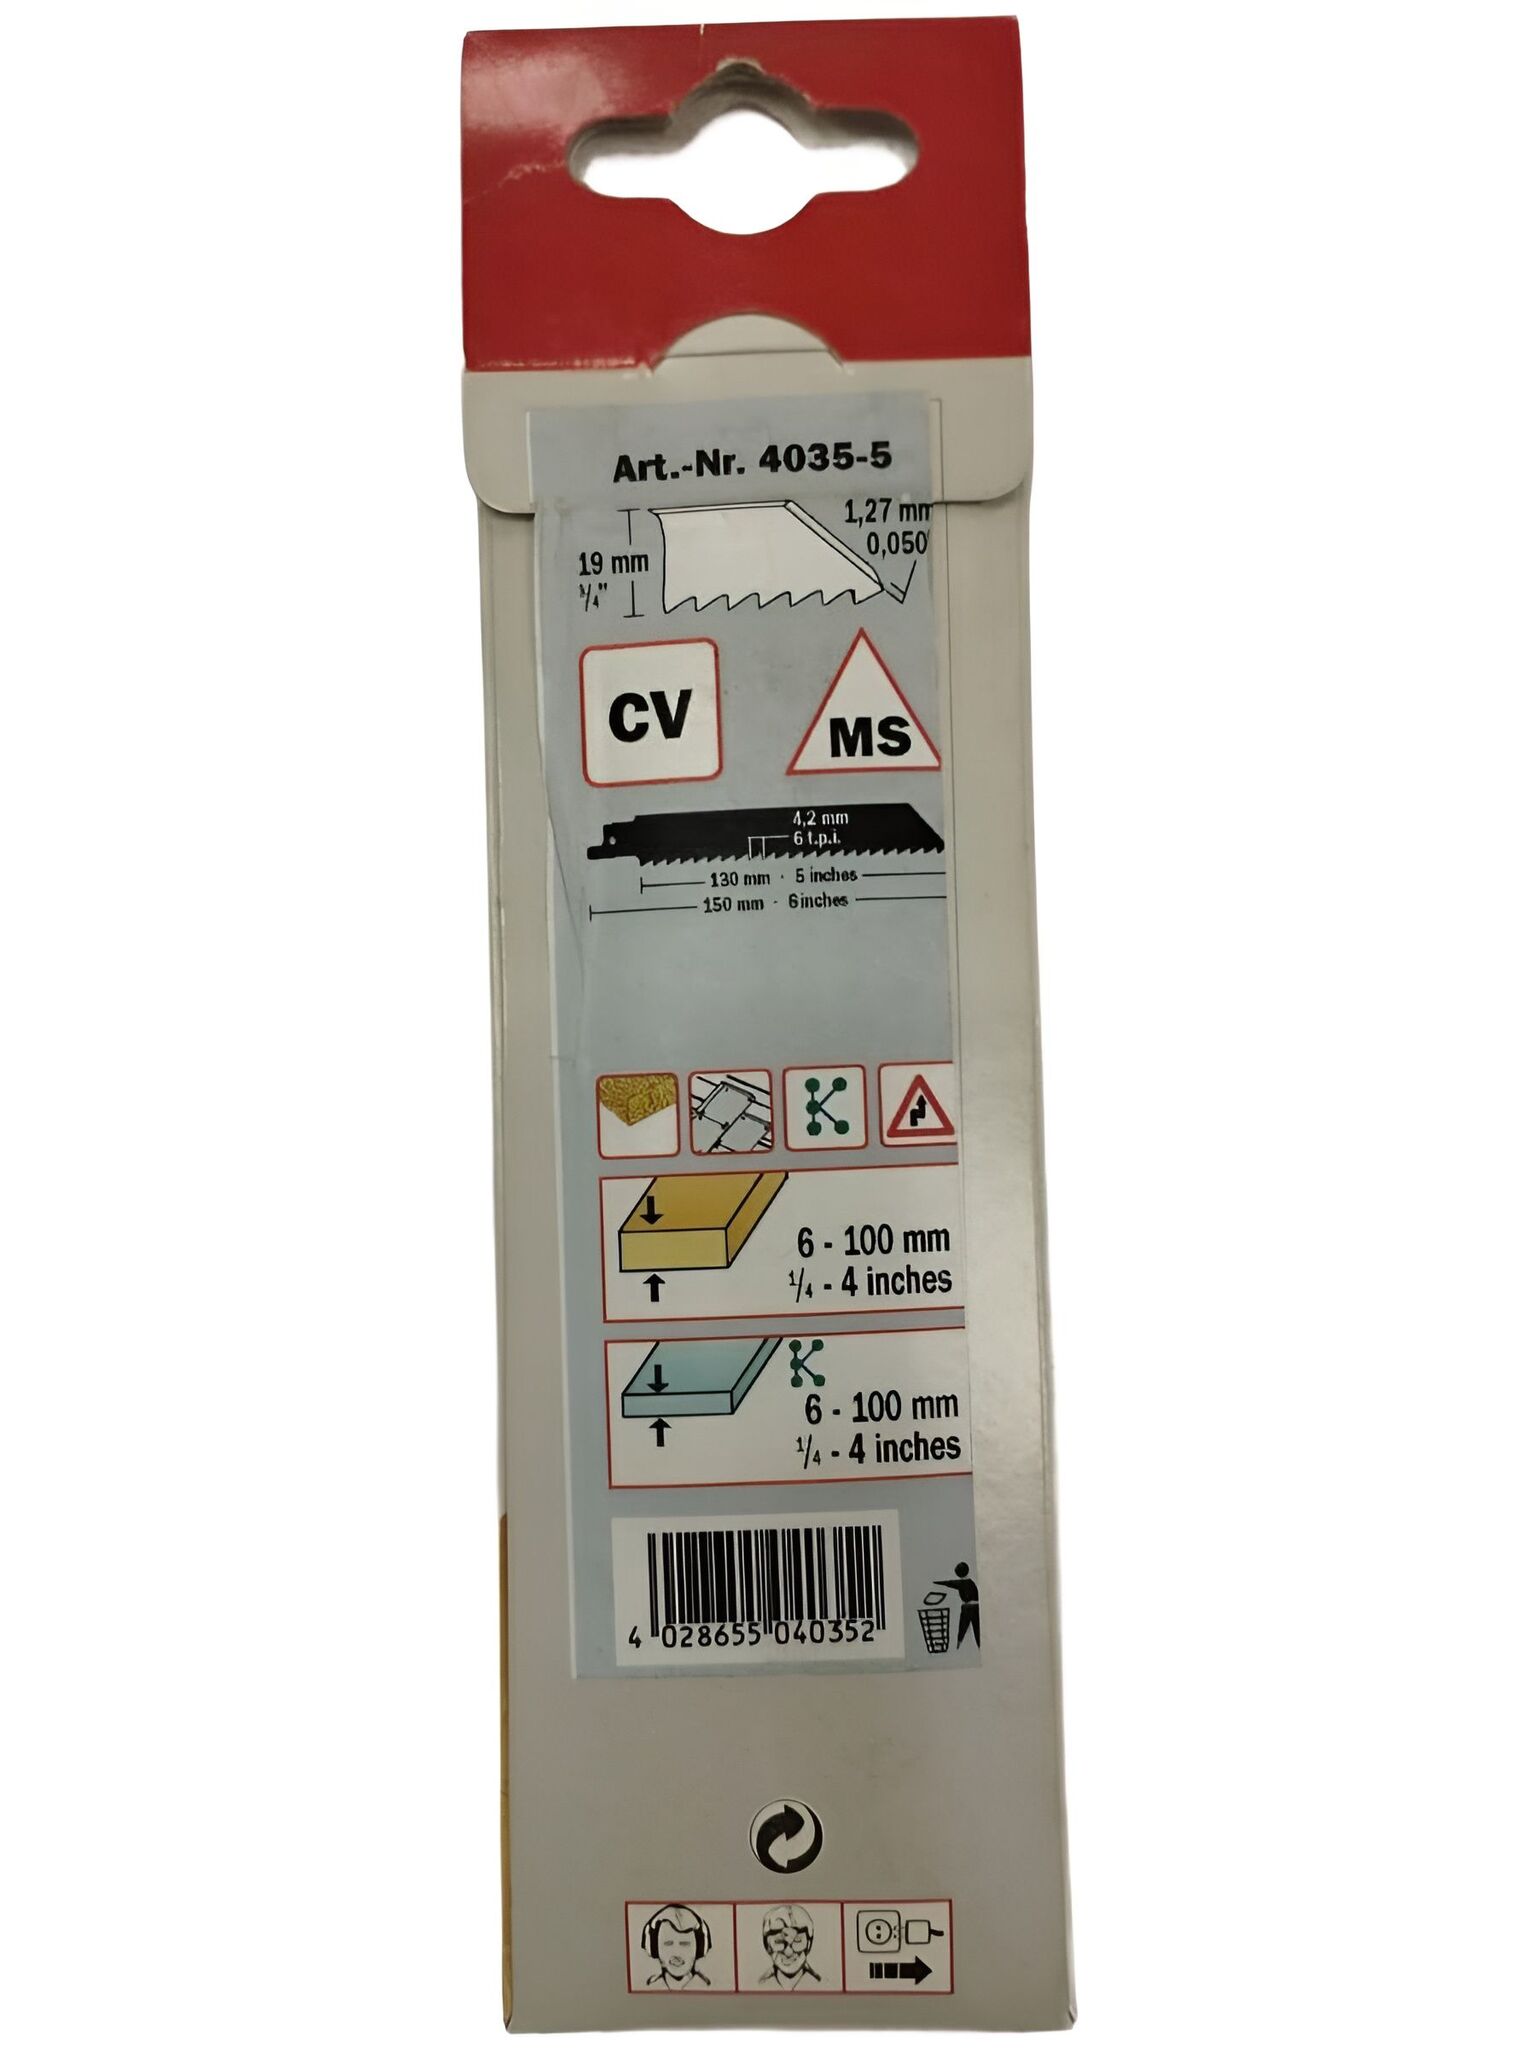 Art.-Nr. 4035-5
1,27 mm
0,050"
19 mm
3/4"
CV
MS
4,2 mm
6 t.p.i.
130 mm · 5 inches
150 mm · 6 inches
6 - 100 mm
1/4 - 4 inches
K
6 - 100 mm
1/4 - 4 inches
4 028655 040352